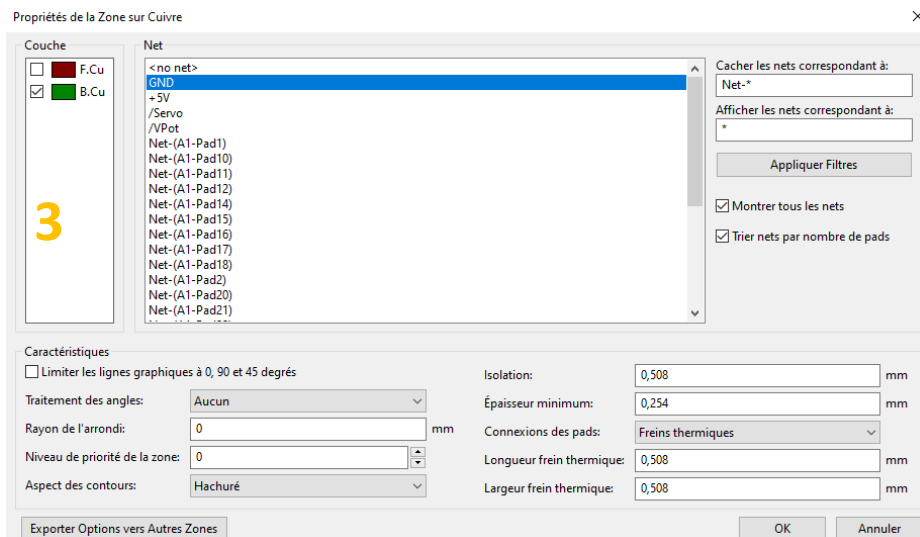 Propriétés de la Zone sur Cuivre
Couche
F.Cu
B.Cu
3
Net
<no net>
GND
+5V
/Servo
/VPot
Net-(A1-Pad1)
Net-(A1-Pad10)
Net-(A1-Pad11)
Net-(A1-Pad12)
Net-(A1-Pad14)
Net-(A1-Pad15)
Net-(A1-Pad16)
Net-(A1-Pad17)
Net-(A1-Pad18)
Net-(A1-Pad2)
Net-(A1-Pad20)
Net-(A1-Pad21)
Cacher les nets correspondant à:
Net-*
Afficher les nets correspondant à:
*
Appliquer Filtres
Montrer tous les nets
Trier nets par nombre de pads
Caractéristiques
Limiter les lignes graphiques à 0, 90 et 45 degrés
Traitement des angles: Aucun
Rayon de l'arrondi: 0 mm
Niveau de priorité de la zone: 0
Aspect des contours: Hachuré
Isolation: 0,508 mm
Épaisseur minimum: 0,254 mm
Connexions des pads: Freins thermiques
Longueur frein thermique: 0,508 mm
Largeur frein thermique: 0,508 mm
Exporter Options vers Autres Zones
OK Annuler